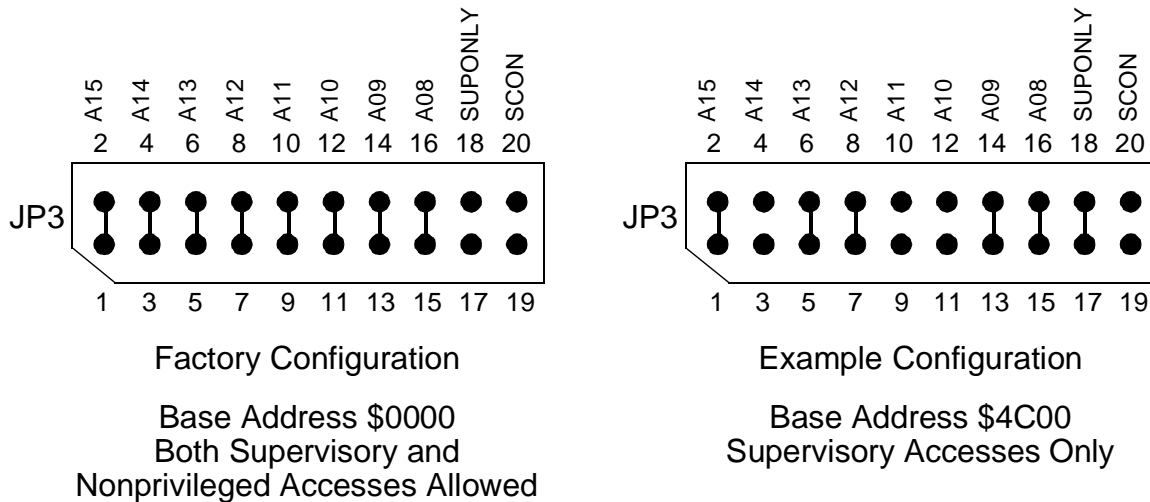 A15 A14 A13 A12 A11 A10 A09 A08 SUPONLY SCON
2 4 6 8 10 12 14 16 18 20
JP3
1 3 5 7 9 11 13 15 17 19
Factory Configuration
Base Address $0000
Both Supervisory and
Nonprivileged Accesses Allowed
A15 A14 A13 A12 A11 A10 A09 A08 SUPONLY SCON
2 4 6 8 10 12 14 16 18 20
JP3
1 3 5 7 9 11 13 15 17 19
Example Configuration
Base Address $4C00
Supervisory Accesses Only